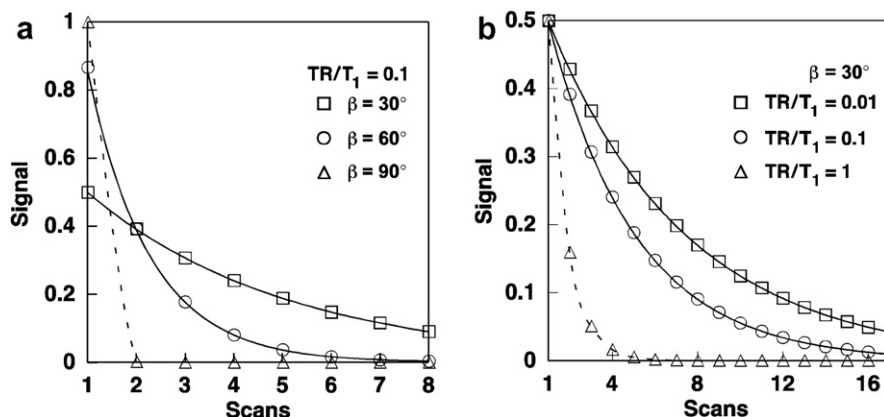 a
1
0.8
0.6
0.4
0.2
0
Signal
TR/T1 = 0.1
β = 30°
β = 60°
β = 90°
1 2 3 4 5 6 7 8
Scans
b
0.5
0.4
0.3
0.2
0.1
0
Signal
β = 30°
TR/T1 = 0.01
TR/T1 = 0.1
TR/T1 = 1
1 4 8 12 16
Scans